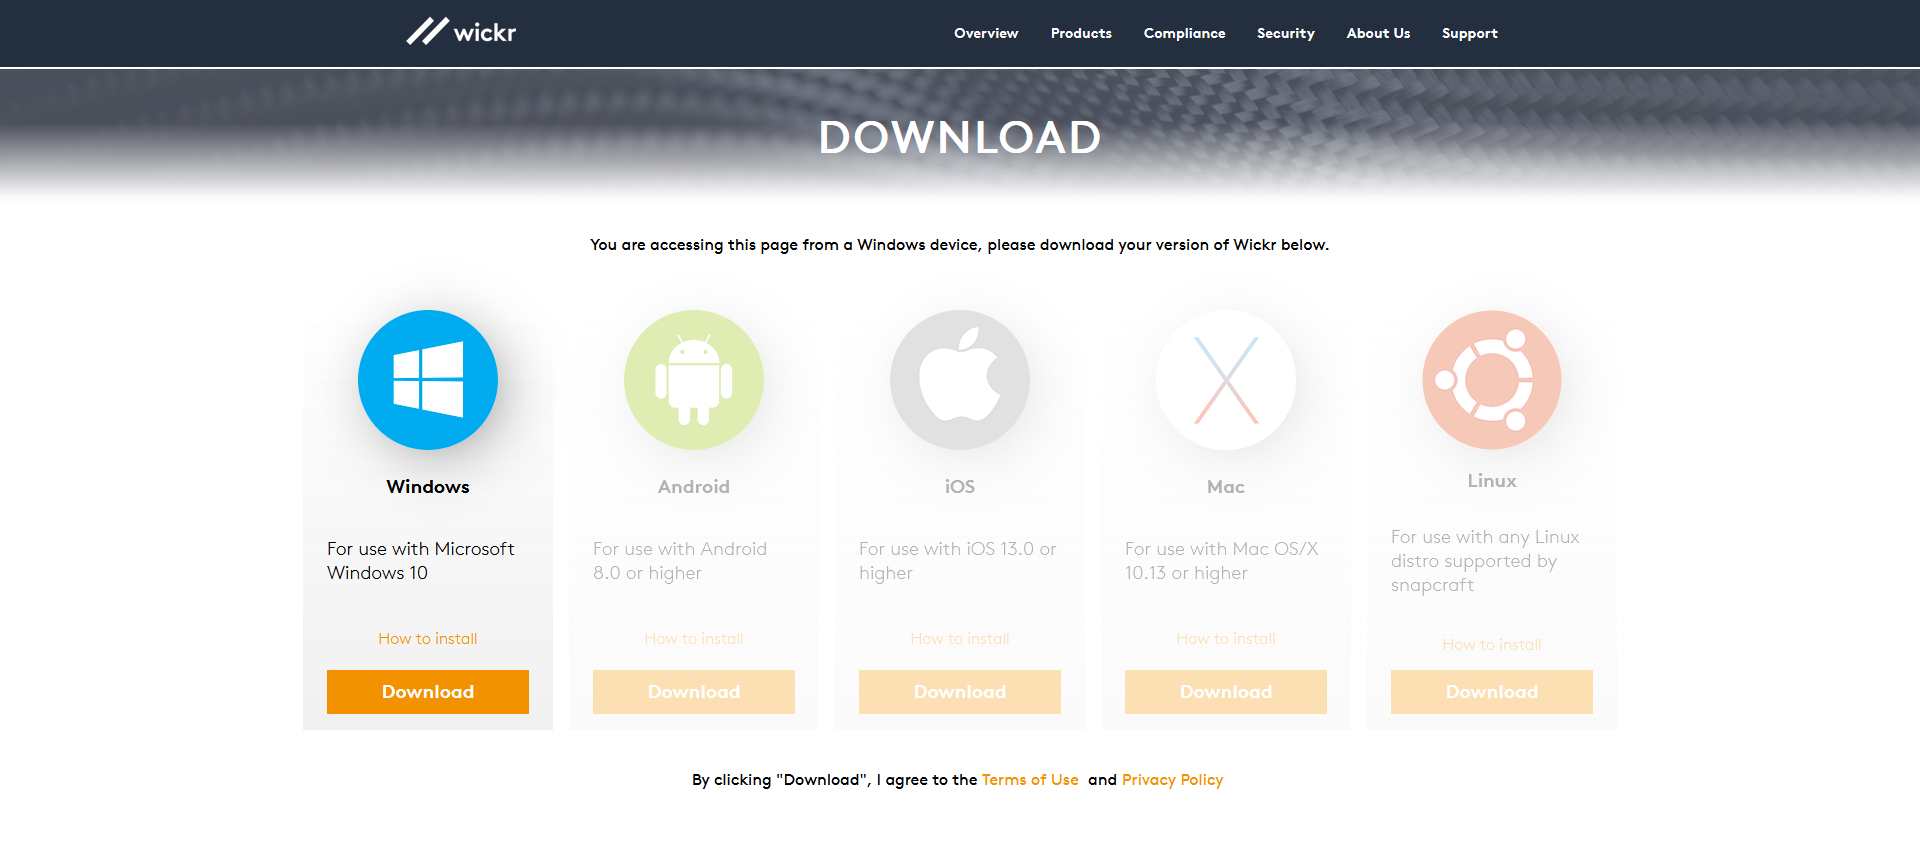 wickr
Overview Products Compliance Security About Us Support
DOWNLOAD
You are accessing this page from a Windows device, please download your version of Wickr below.
Windows
For use with Microsoft
Windows 10
How to install
Download
Android
For use with Android
8.0 or higher
How to install
Download
iOS
For use with iOS 13.0 or
higher
How to install
Download
Mac
For use with Mac OS/X
10.13 or higher
How to install
Download
Linux
For use with any Linux
distro supported by
snapcraft
How to install
Download
By clicking "Download", I agree to the Terms of Use and Privacy Policy